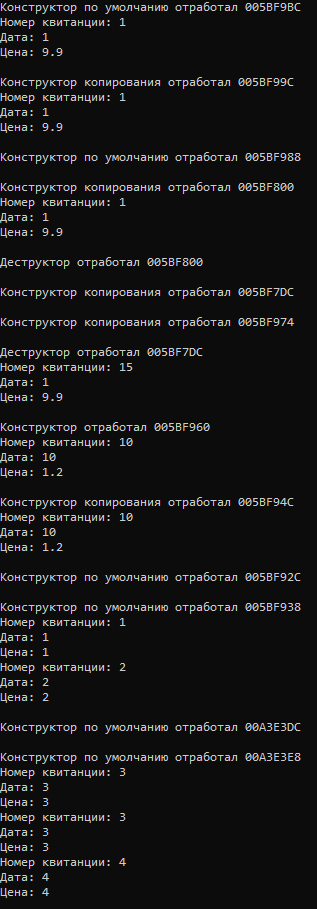 Конструктор по умолчанию отработал 005BF9BC
Номер квитанции: 1
Дата: 1
Цена: 9.9
Конструктор копирования отработал 005BF99C
Номер квитанции: 1
Дата: 1
Цена: 9.9
Конструктор по умолчанию отработал 005BF988
Конструктор копирования отработал 005BF800
Номер квитанции: 1
Дата: 1
Цена: 9.9
Деструктор отработал 005BF800
Конструктор копирования отработал 005BF7DC
Конструктор копирования отработал 005BF974
Деструктор отработал 005BF7DC
Номер квитанции: 15
Дата: 1
Цена: 9.9
Конструктор отработал 005BF960
Номер квитанции: 10
Дата: 10
Цена: 1.2
Конструктор копирования отработал 005BF94C
Номер квитанции: 10
Дата: 10
Цена: 1.2
Конструктор по умолчанию отработал 005BF92C
Конструктор по умолчанию отработал 005BF938
Номер квитанции: 1
Дата: 1
Цена: 1
Номер квитанции: 2
Дата: 2
Цена: 2
Конструктор по умолчанию отработал 00A3E3DC
Конструктор по умолчанию отработал 00A3E3E8
Номер квитанции: 3
Дата: 3
Цена: 3
Номер квитанции: 3
Дата: 3
Цена: 3
Номер квитанции: 4
Дата: 4
Цена: 4